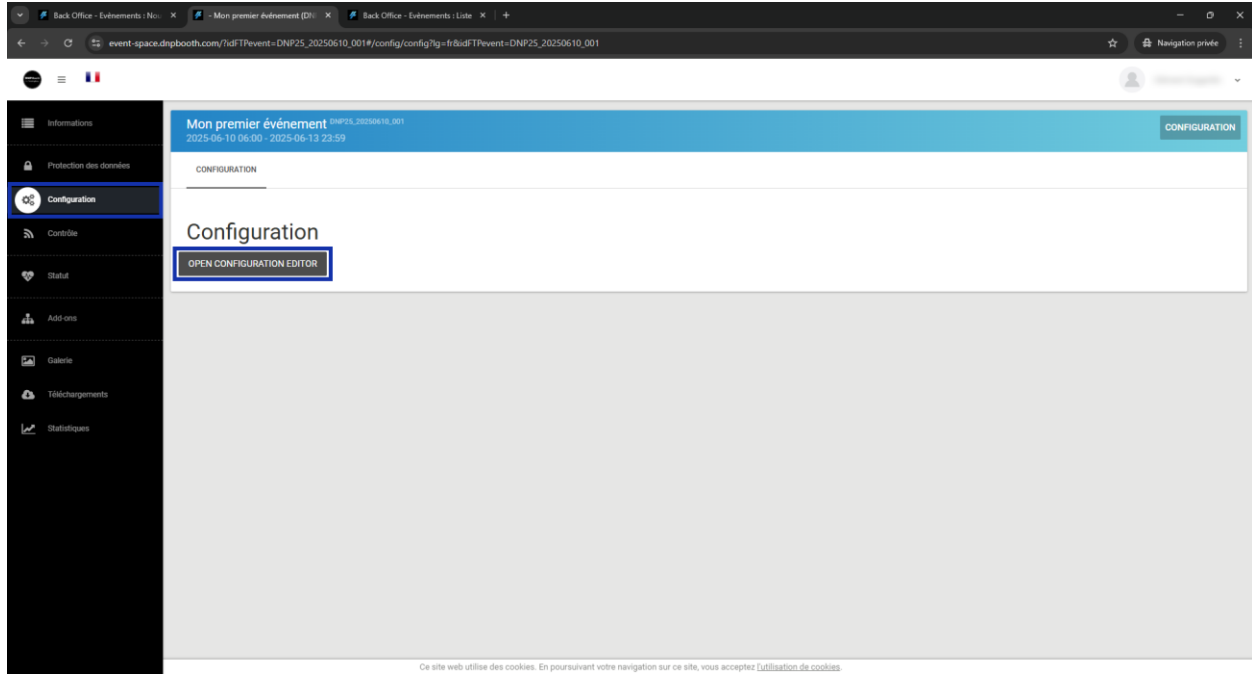 Back Office - Evènements : Nou
- Mon premier évènement (DN
Back Office - Evènements : Liste
event-space.dnpbooth.com/?idFTPevent=DNP25_20250610_001#/config/config?lg=fr&idFTPevent=DNP25_20250610_001
Navigation privée
Informations
Protection des données
Configuration
Contrôle
Statut
Add-ons
Galerie
Téléchargements
Statistiques
Mon premier événement DNP25_20250610_001
2025-06-10 06:00 - 2025-06-13 23:59
CONFIGURATION
CONFIGURATION
Configuration
OPEN CONFIGURATION EDITOR
Ce site web utilise des cookies. En poursuivant votre navigation sur ce site, vous acceptez l'utilisation de cookies.